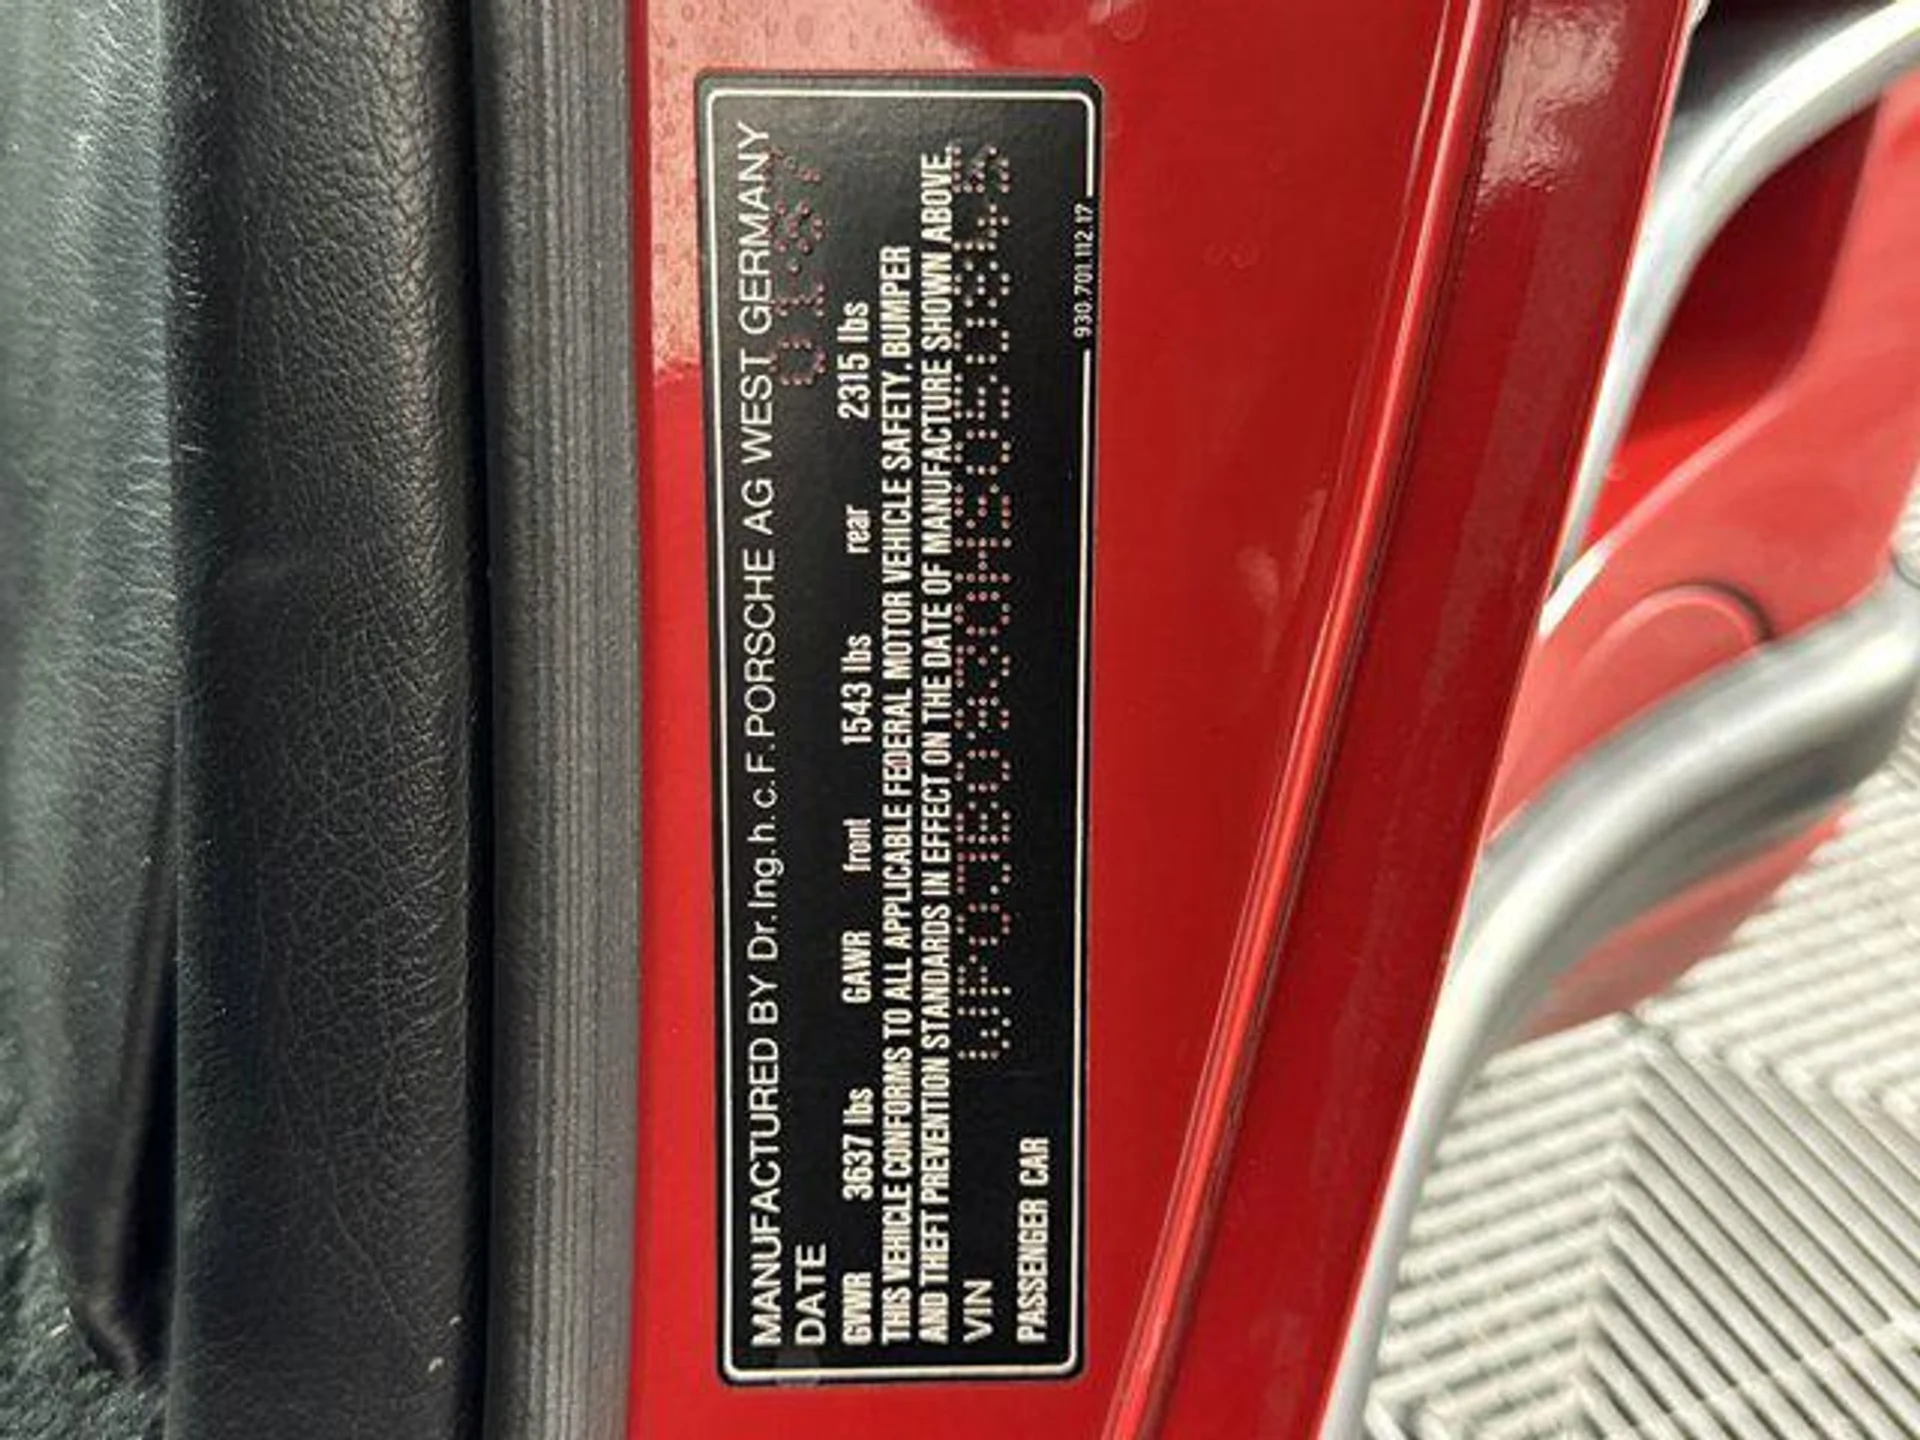 MANUFACTURED BY Dr.Ing.h.c.F.PORSCHE AG WEST GERMANY
DATE 01-87
GVWR 3637 lbs GAWR front 1543 lbs rear 2315 lbs
THIS VEHICLE CONFORMS TO ALL APPLICABLE FEDERAL MOTOR VEHICLE SAFETY, BUMPER
AND THEFT PREVENTION STANDARDS IN EFFECT ON THE DATE OF MANUFACTURE SHOWN ABOVE.
VIN WP0JB0930HS050845
PASSENGER CAR
930.701.112.17